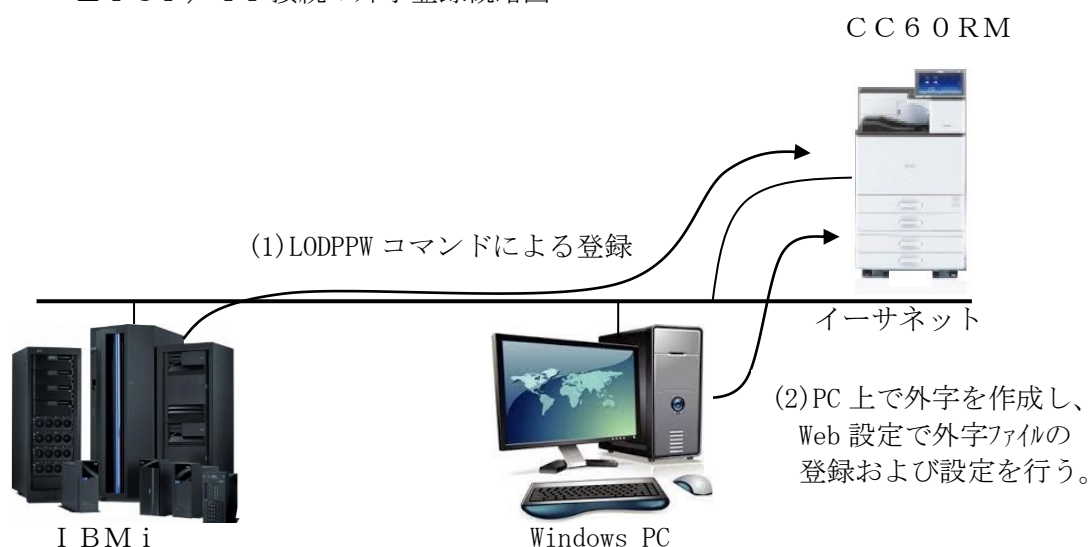 ＣＣ６０ＲＭ
(1)LODPPW コマンドによる登録
イーサネット
(2)PC 上で外字を作成し、
Web 設定で外字ﾌｧｲﾙの
登録および設定を行う。
ＩＢＭｉ
Windows PC